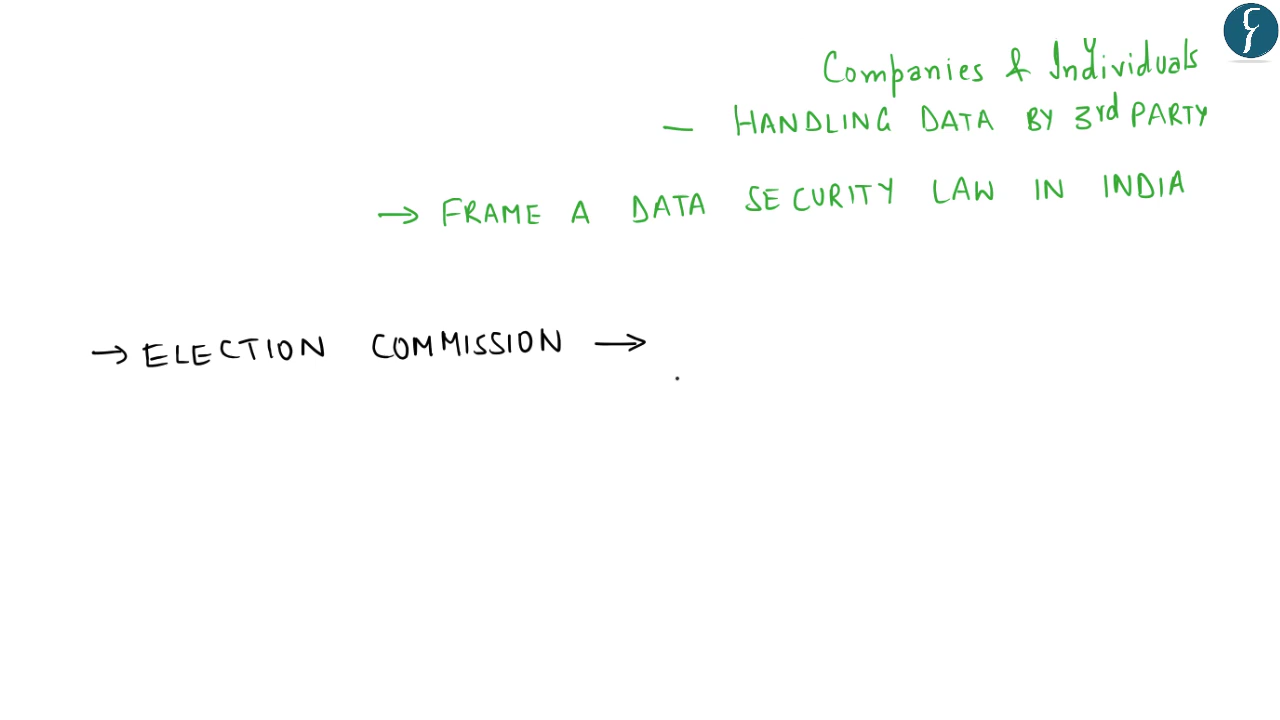 Companies & Individuals
- HANDLING DATA BY 3rd PARTY
→ FRAME A DATA SECURITY LAW IN INDIA
→ ELECTION COMMISSION →